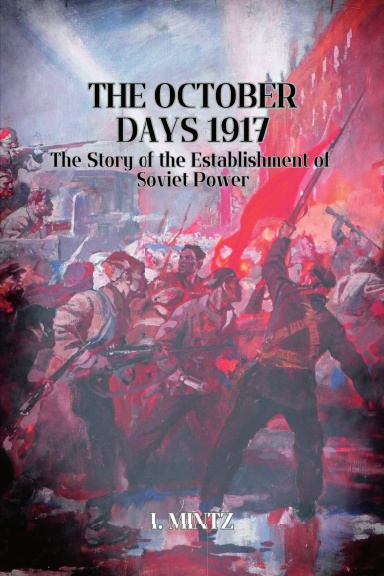 THE OCTOBER
DAYS 1917
The Story of the Establishment of
Soviet Power
I. MINTZ